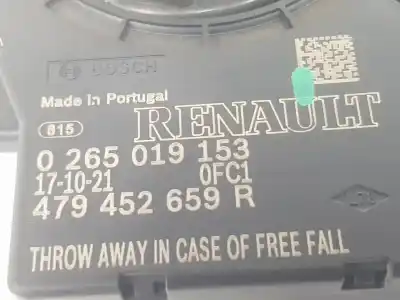 BOSCH
Made in Portugal
815 RENAULT
0 265 019 153
17-10-21 0FC1
479 452 659 R
THROW AWAY IN CASE OF FREE FALL